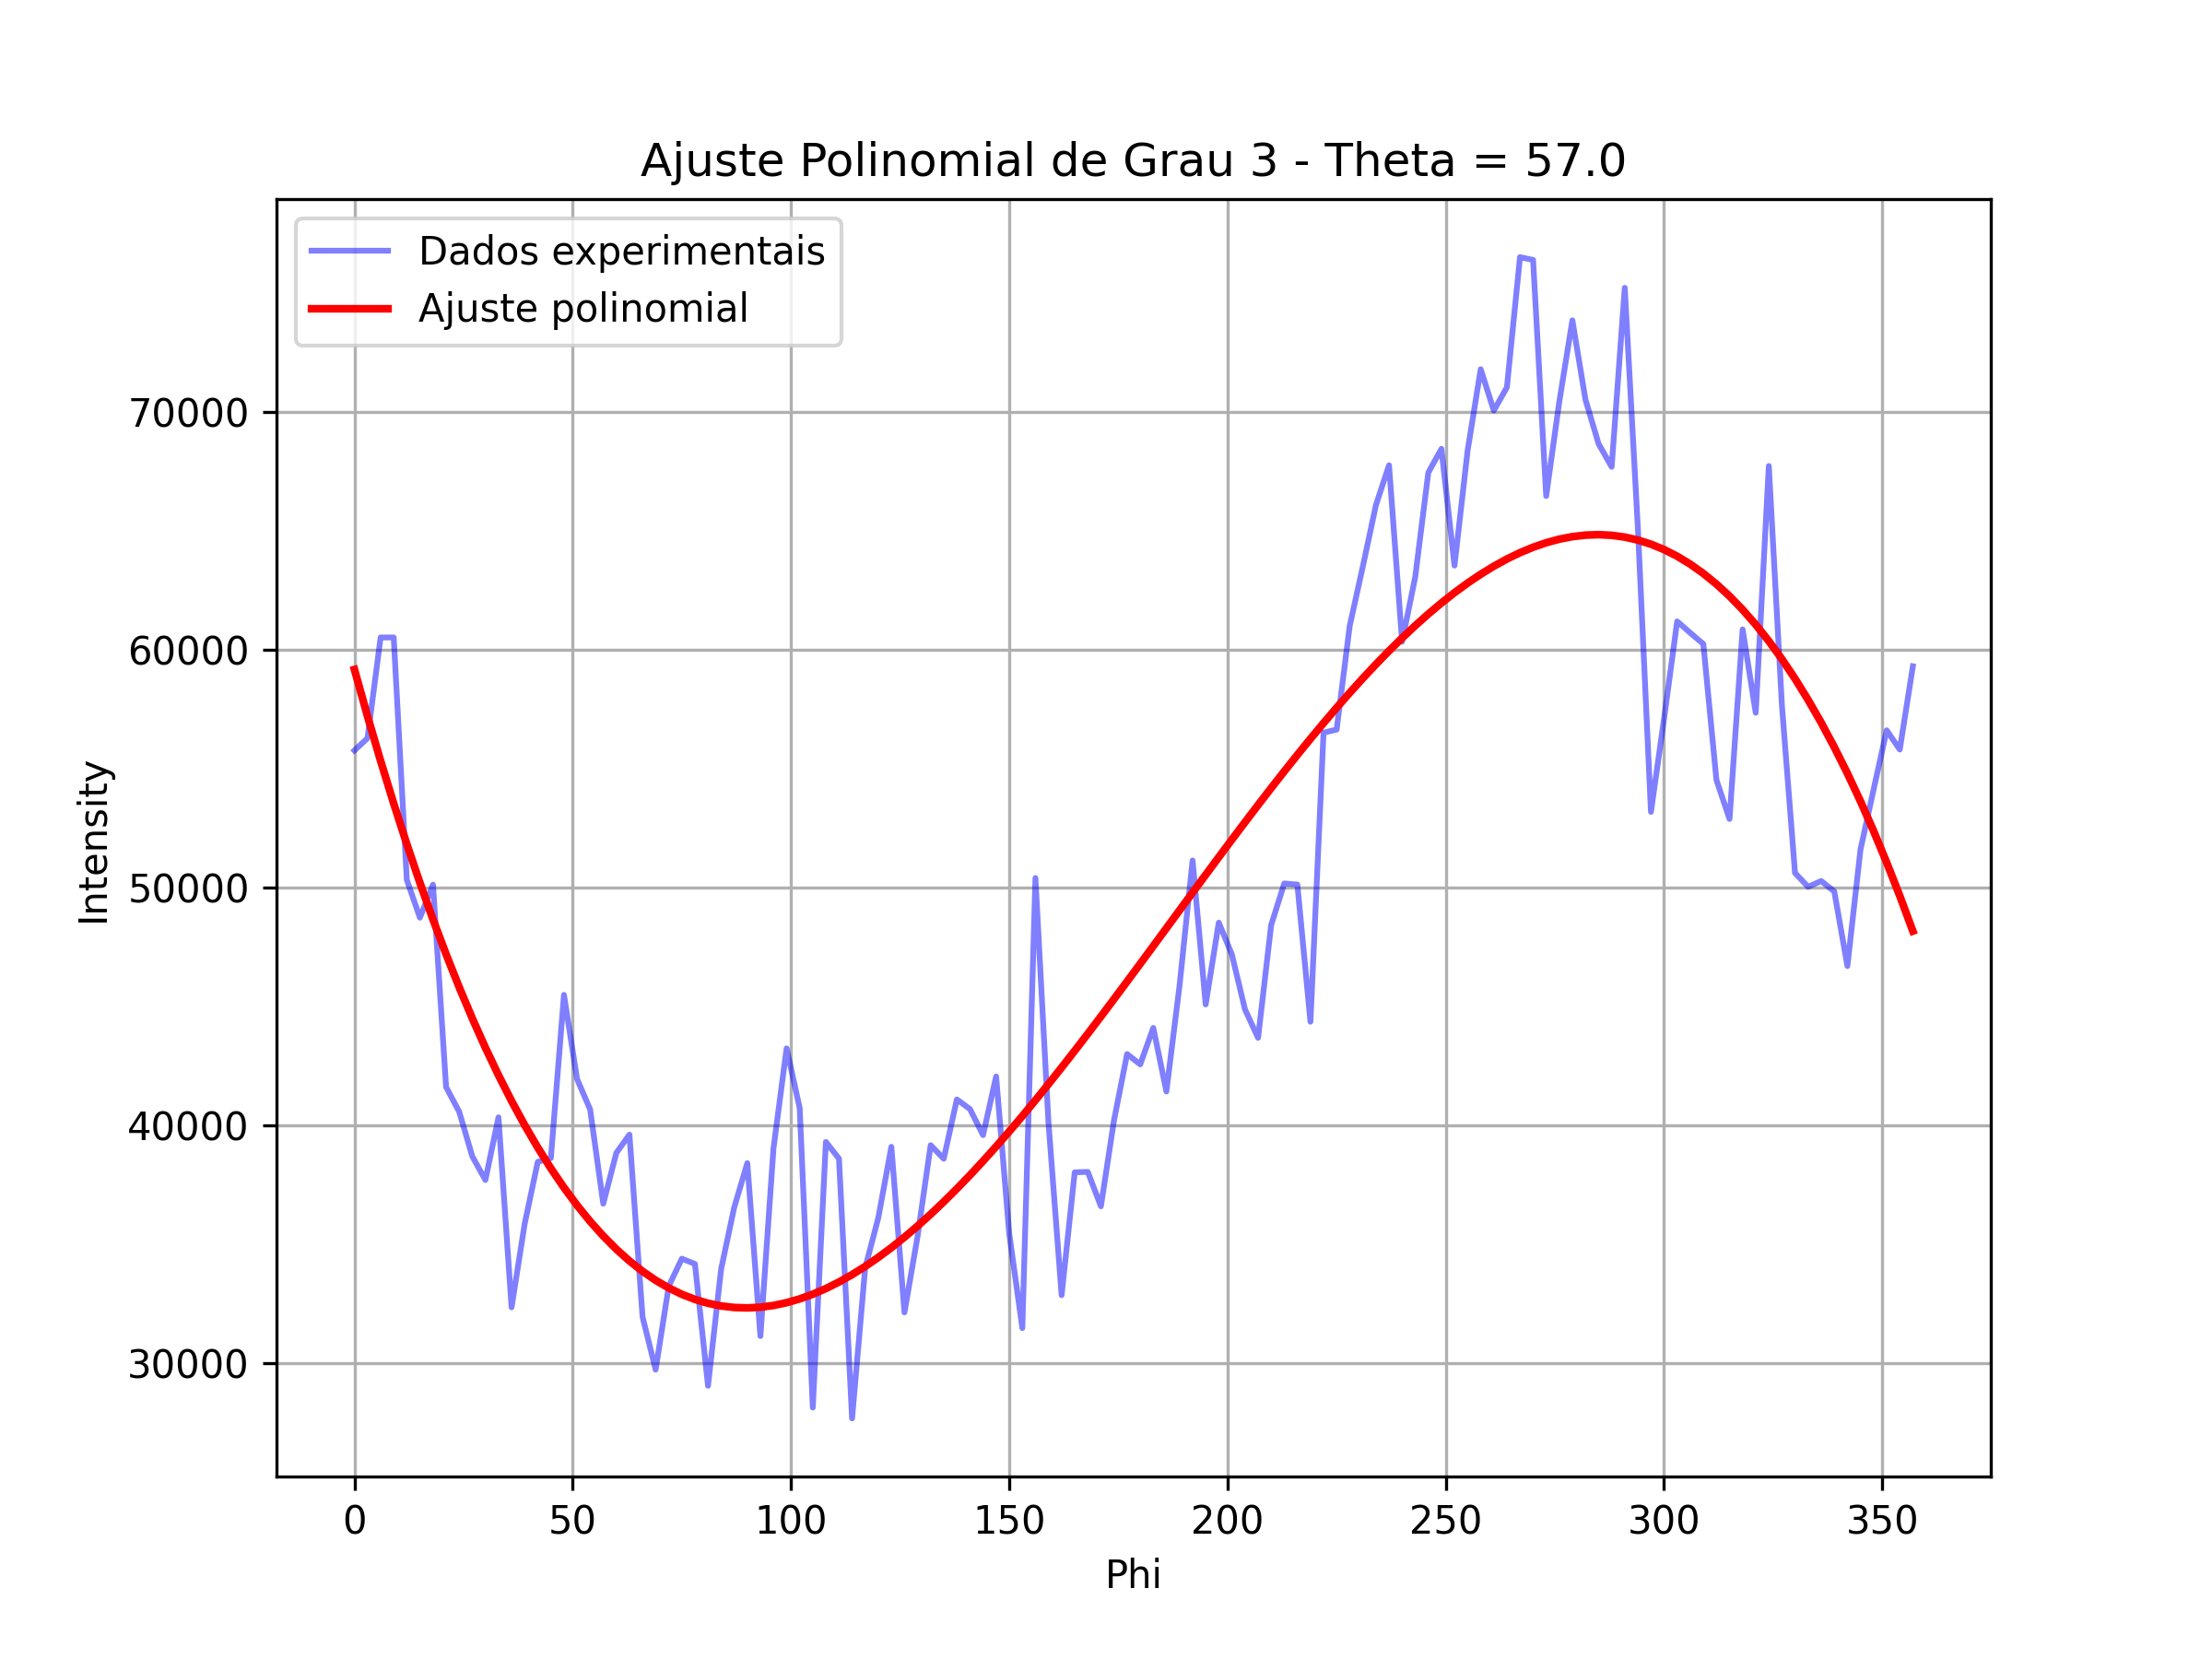 Ajuste Polinomial de Grau 3 - Theta = 57.0
Dados experimentais
Ajuste polinomial
70000
60000
50000
40000
30000
Intensity
0 50 100 150 200 250 300 350
Phi